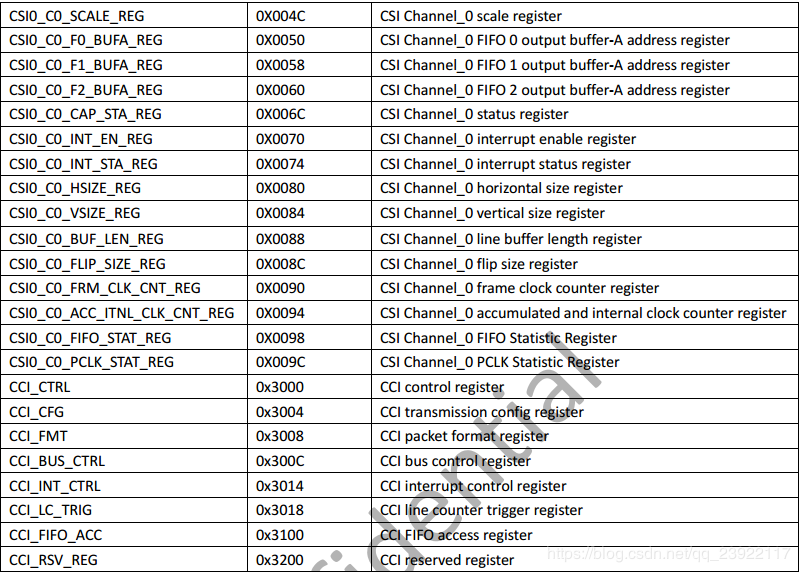 CSI0_C0_SCALE_REG 0X004C CSI Channel_0 scale register
CSI0_C0_F0_BUFA_REG 0X0050 CSI Channel_0 FIFO 0 output buffer-A address register
CSI0_C0_F1_BUFA_REG 0X0058 CSI Channel_0 FIFO 1 output buffer-A address register
CSI0_C0_F2_BUFA_REG 0X0060 CSI Channel_0 FIFO 2 output buffer-A address register
CSI0_C0_CAP_STA_REG 0X006C CSI Channel_0 status register
CSI0_C0_INT_EN_REG 0X0070 CSI Channel_0 interrupt enable register
CSI0_C0_INT_STA_REG 0X0074 CSI Channel_0 interrupt status register
CSI0_C0_HSIZE_REG 0X0080 CSI Channel_0 horizontal size register
CSI0_C0_VSIZE_REG 0X0084 CSI Channel_0 vertical size register
CSI0_C0_BUF_LEN_REG 0X0088 CSI Channel_0 line buffer length register
CSI0_C0_FLIP_SIZE_REG 0X008C CSI Channel_0 flip size register
CSI0_C0_FRM_CLK_CNT_REG 0X0090 CSI Channel_0 frame clock counter register
CSI0_C0_ACC_ITNL_CLK_CNT_REG 0X0094 CSI Channel_0 accumulated and internal clock counter register
CSI0_C0_FIFO_STAT_REG 0X0098 CSI Channel_0 FIFO Statistic Register
CSI0_C0_PCLK_STAT_REG 0X009C CSI Channel_0 PCLK Statistic Register
CCI_CTRL 0x3000 CCI control register
CCI_CFG 0x3004 CCI transmission config register
CCI_FMT 0x3008 CCI packet format register
CCI_BUS_CTRL 0x300C CCI bus control register
CCI_INT_CTRL 0x3014 CCI interrupt control register
CCI_LC_TRIG 0x3018 CCI line counter trigger register
CCI_FIFO_ACC 0x3100 CCI FIFO access register
CCI_RSV_REG 0x3200 CCI reserved register
fidential
https://blog.csdn.net/qq_23922117